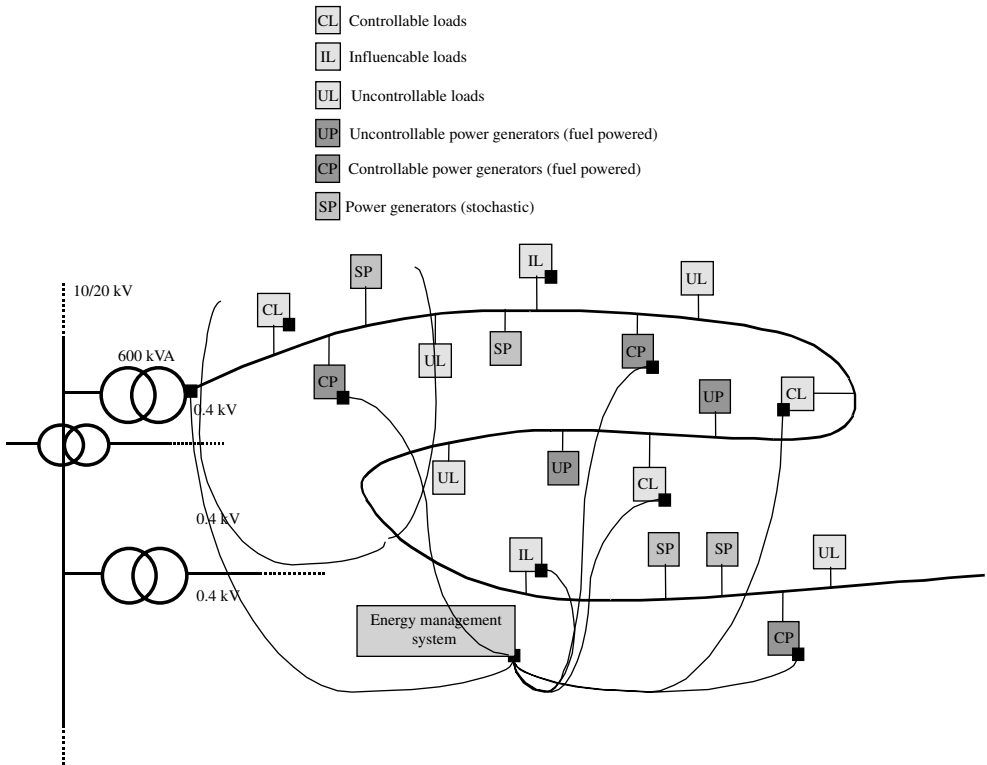 CL Controllable loads
IL Influencable loads
UL Uncontrollable loads
UP Uncontrollable power generators (fuel powered)
CP Controllable power generators (fuel powered)
SP Power generators (stochastic)
10/20 kV
SP
IL
UL
CL
600 kVA
CP
UL
SP
CP
UP
CL
0.4 kV
UL
UP
CL
0.4 kV
IL
SP
SP
UL
0.4 kV
Energy management
system
CP